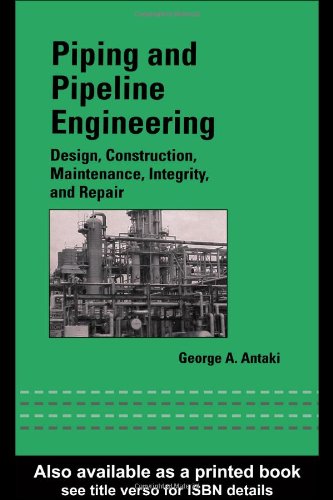 Piping and
Pipeline
Engineering
Design, Construction,
Maintenance, Integrity,
and Repair
George A. Antaki
Also available as a printed book
see title verso for ISBN details